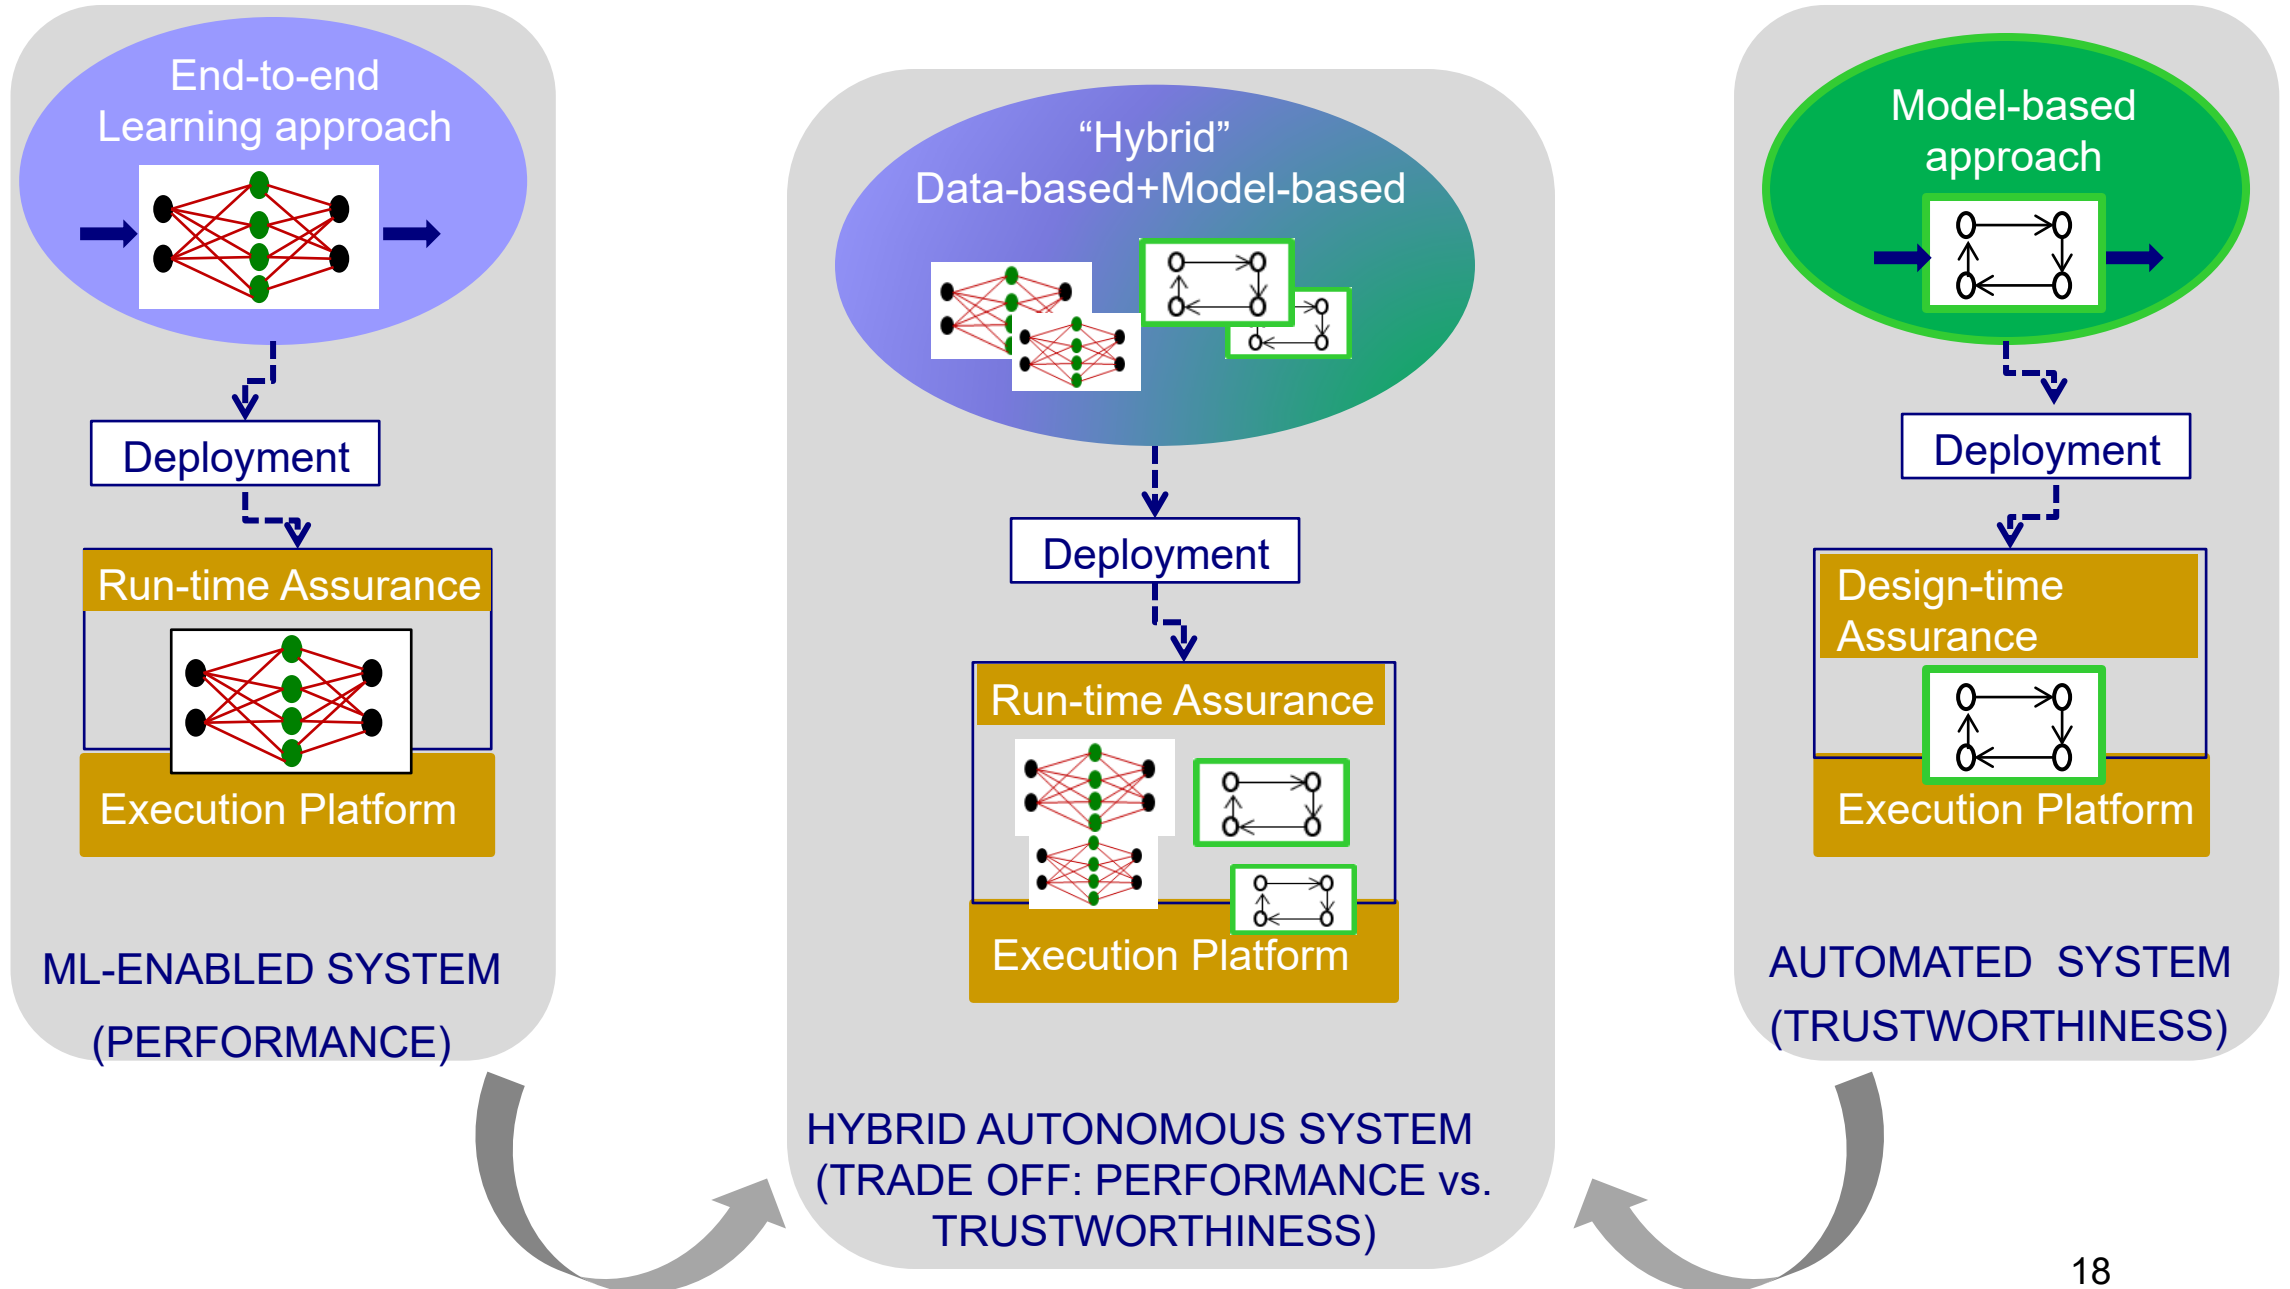 End-to-end
Learning approach
Deployment
Run-time Assurance
Execution Platform
ML-ENABLED SYSTEM
(PERFORMANCE)
“Hybrid”
Data-based+Model-based
Deployment
Run-time Assurance
Execution Platform
HYBRID AUTONOMOUS SYSTEM
(TRADE OFF: PERFORMANCE vs.
TRUSTWORTHINESS)
Model-based
approach
Deployment
Design-time
Assurance
Execution Platform
AUTOMATED SYSTEM
(TRUSTWORTHINESS)
18